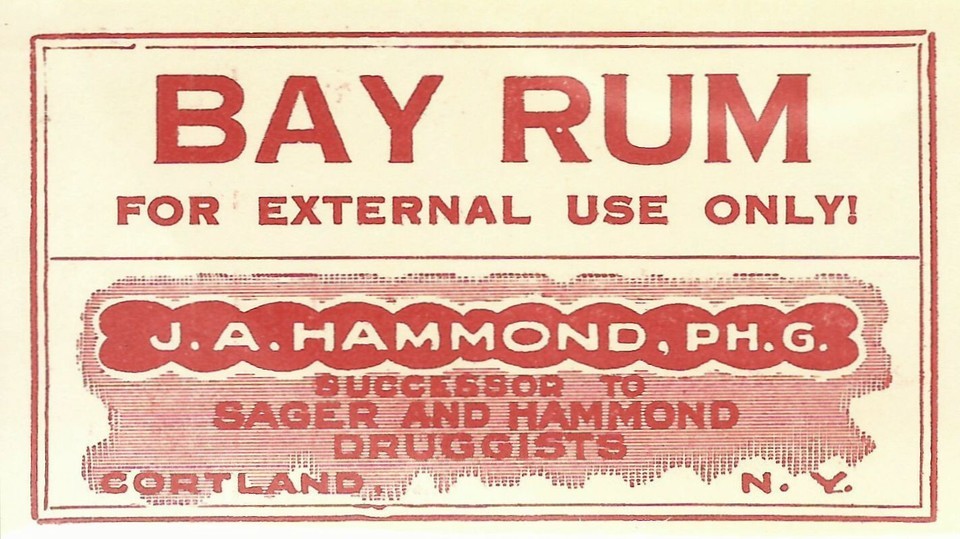 BAY RUM
FOR EXTERNAL USE ONLY!
J. A. HAMMOND, PH. G.
SUCCESSOR TO
SAGER AND HAMMOND
DRUGGISTS
CORTLAND, N. Y.